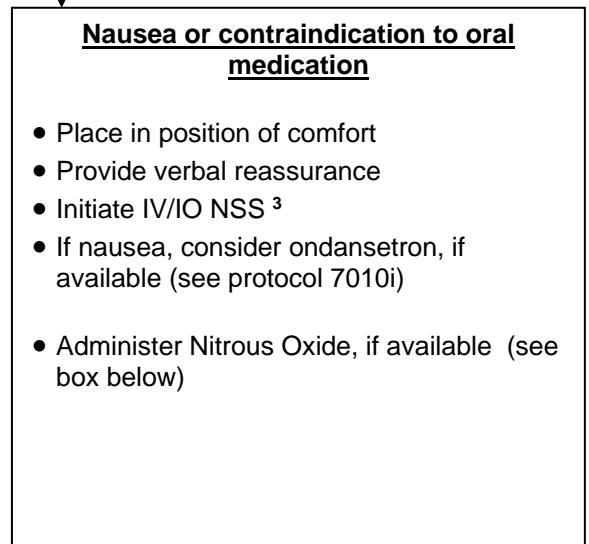 Nausea or contraindication to oral
medication
• Place in position of comfort
• Provide verbal reassurance
• Initiate IV/IO NSS ³
• If nausea, consider ondansetron, if
available (see protocol 7010i)
• Administer Nitrous Oxide, if available (see
box below)